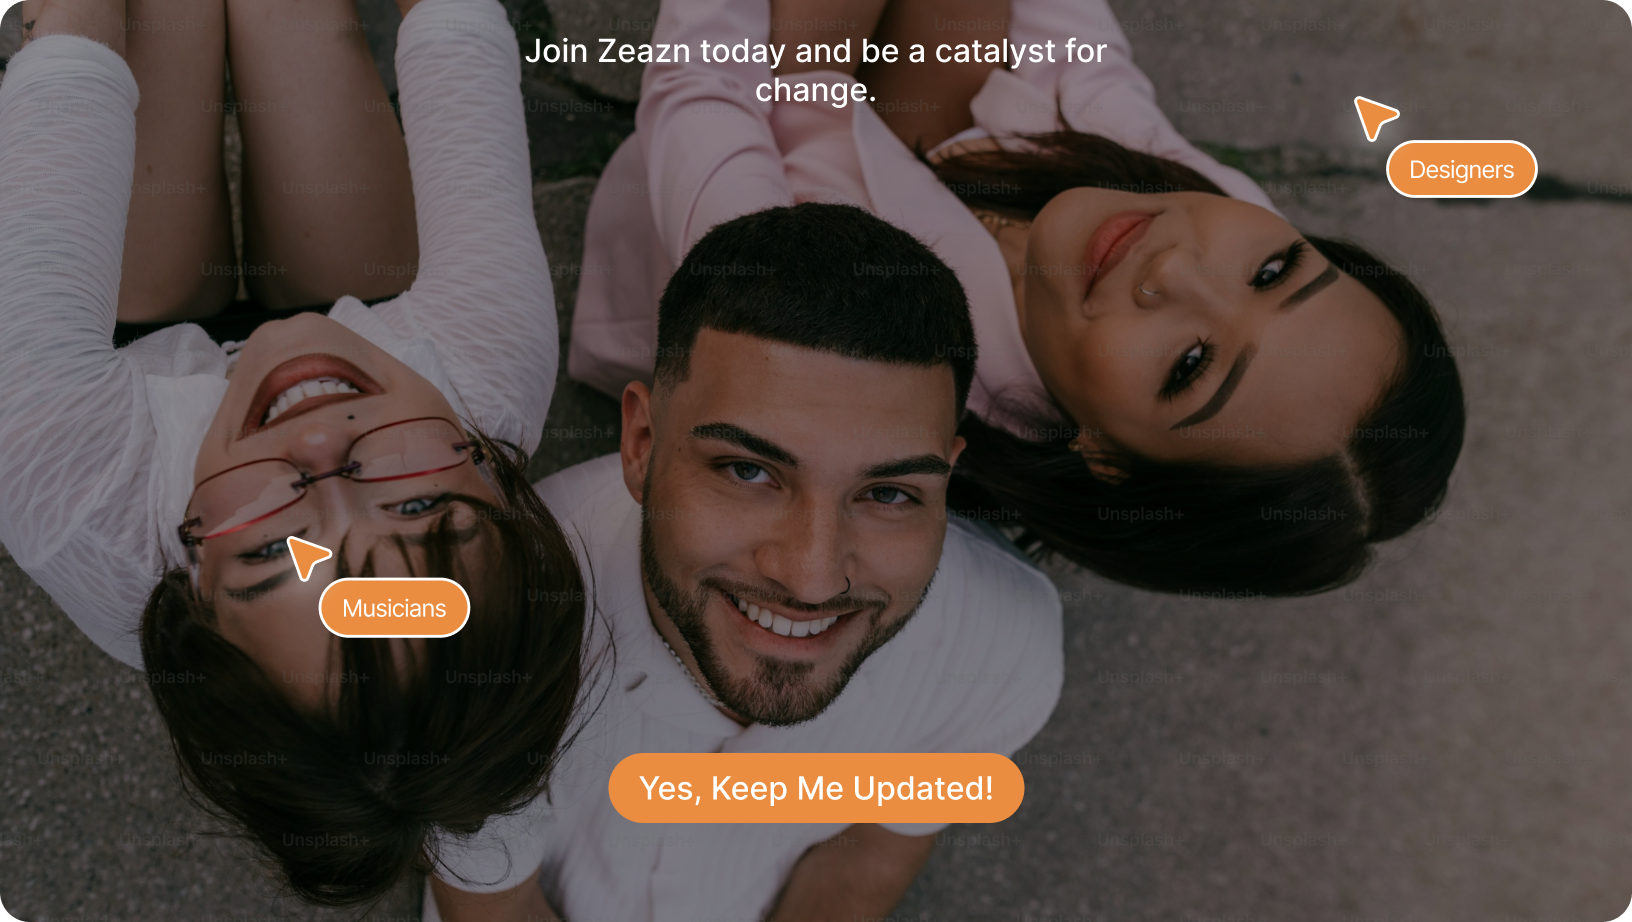 Join Zeazn today and be a catalyst for
change.
Designers
Musicians
Yes, Keep Me Updated!
Unsplash+